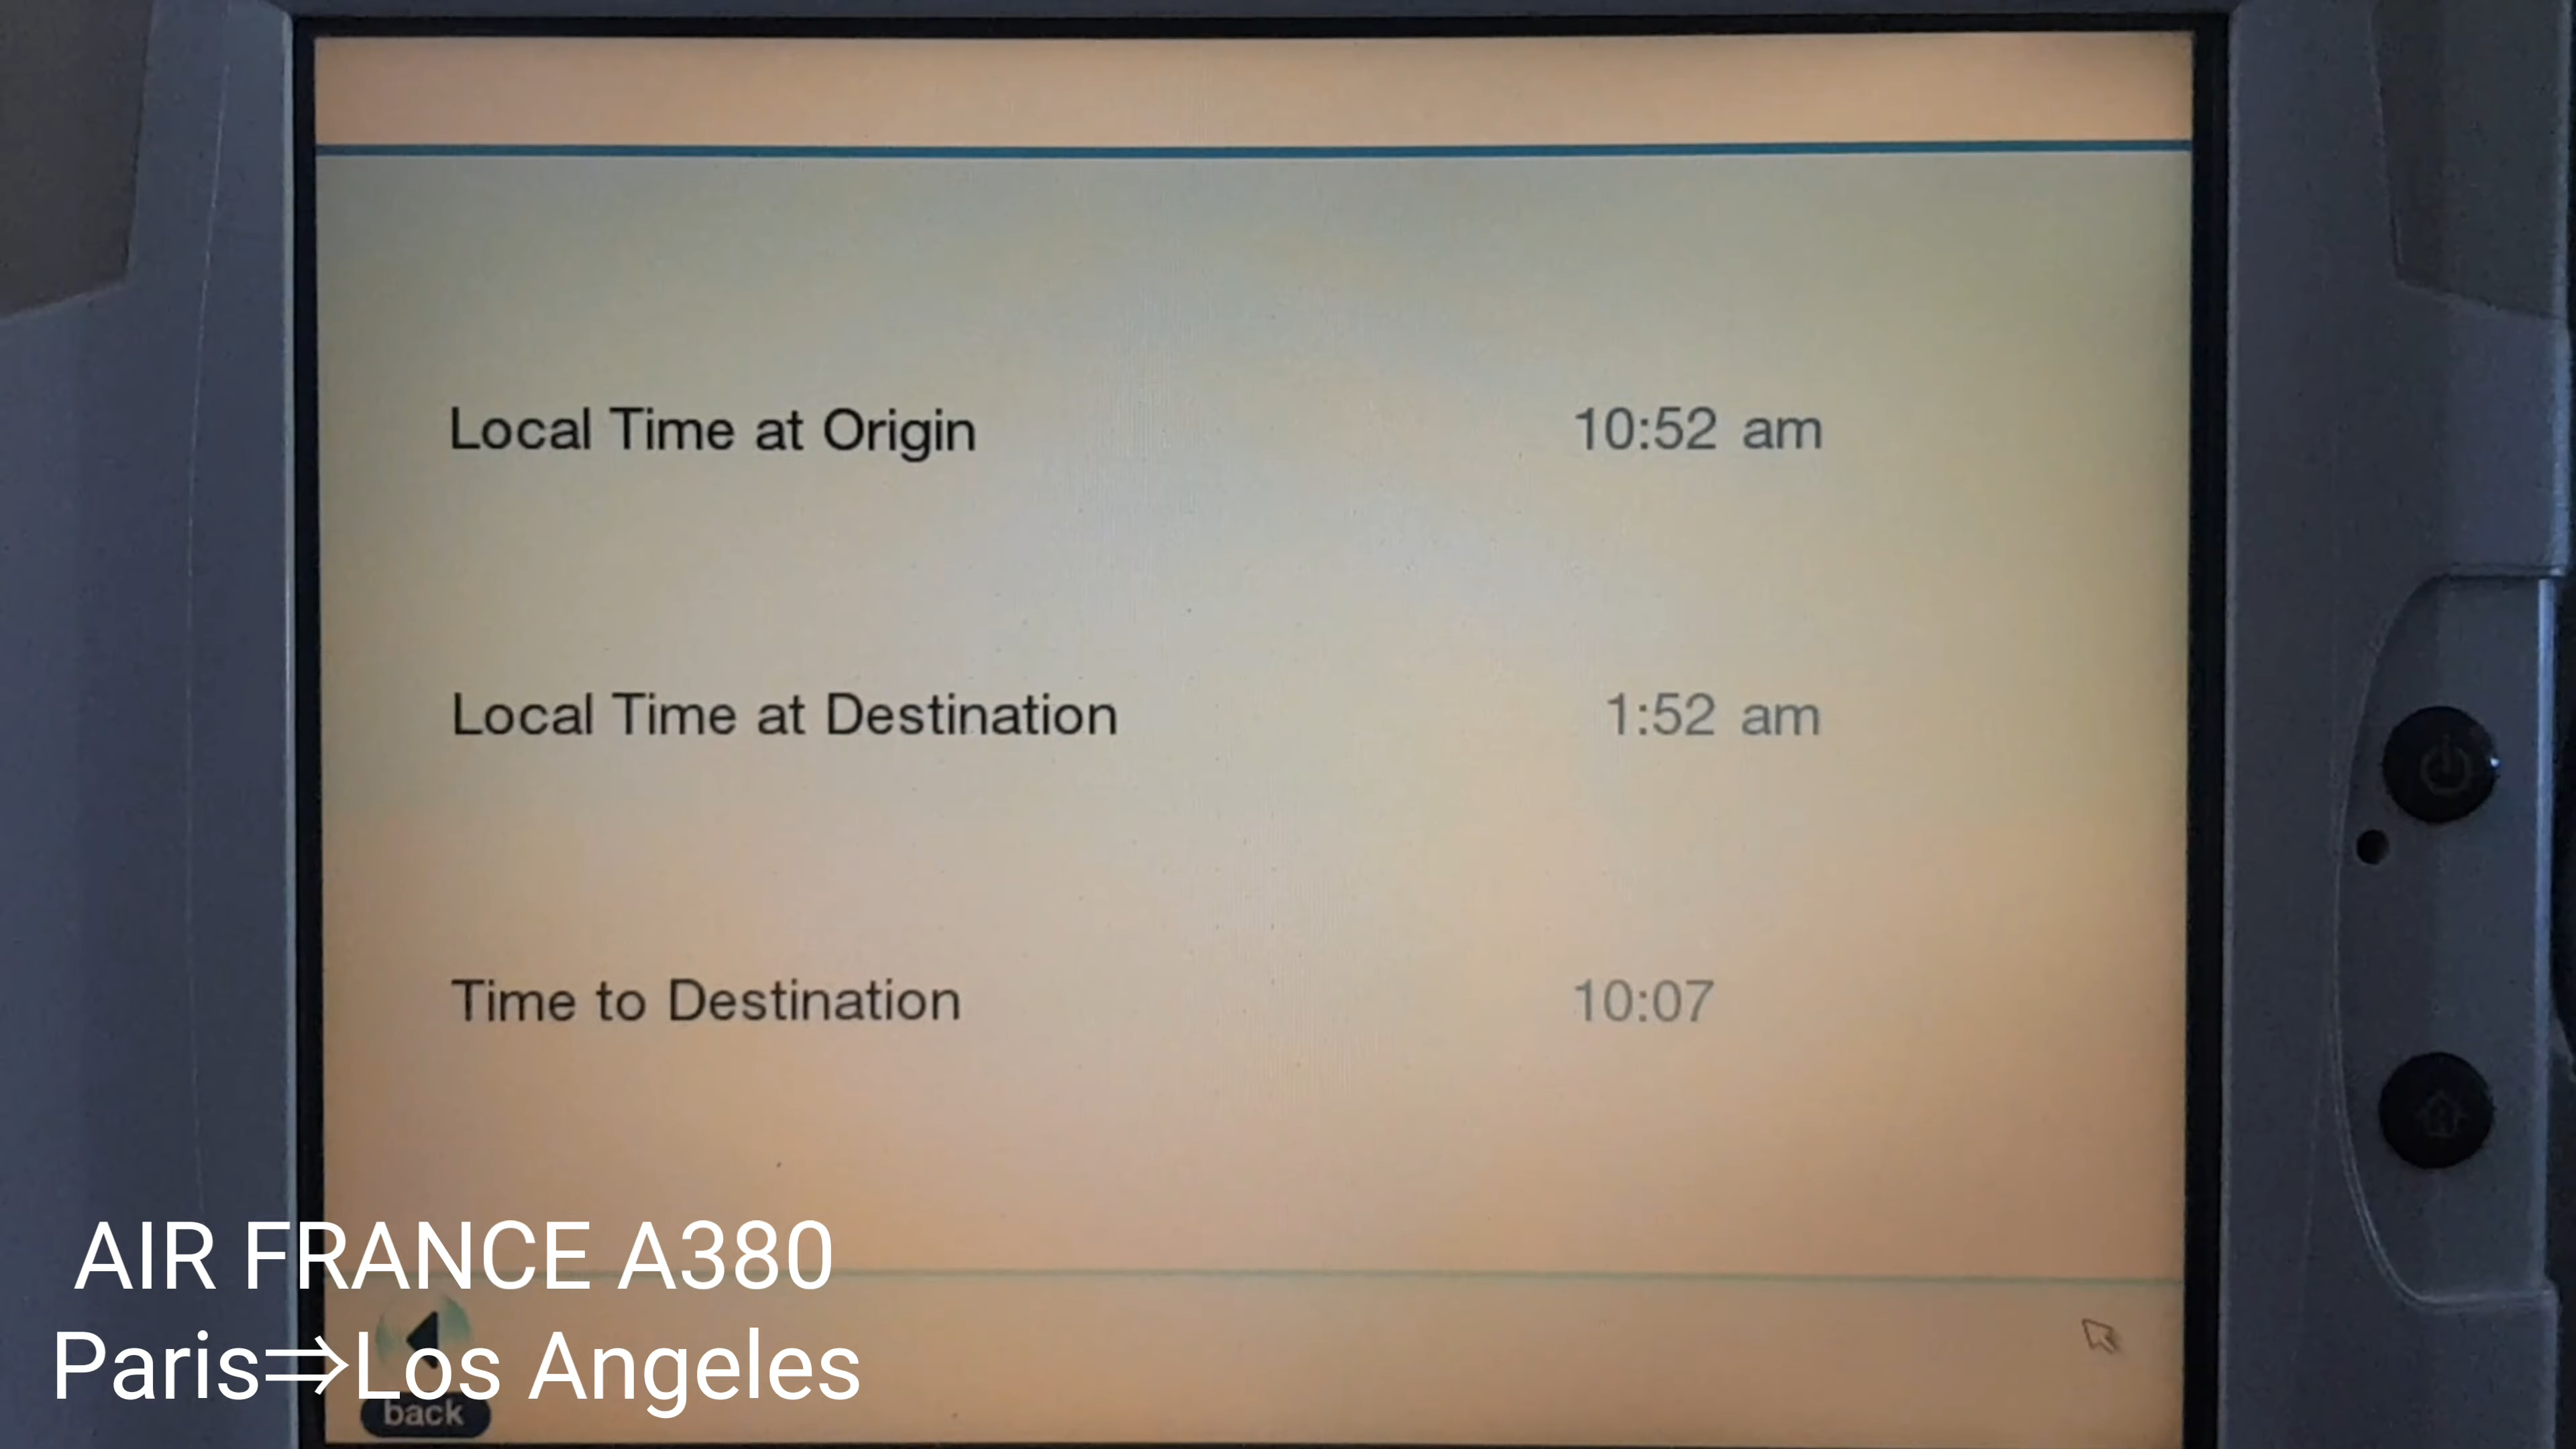 Local Time at Origin 10:52 am
Local Time at Destination 1:52 am
Time to Destination 10:07
AIR FRANCE A380
Paris⇒Los Angeles
back